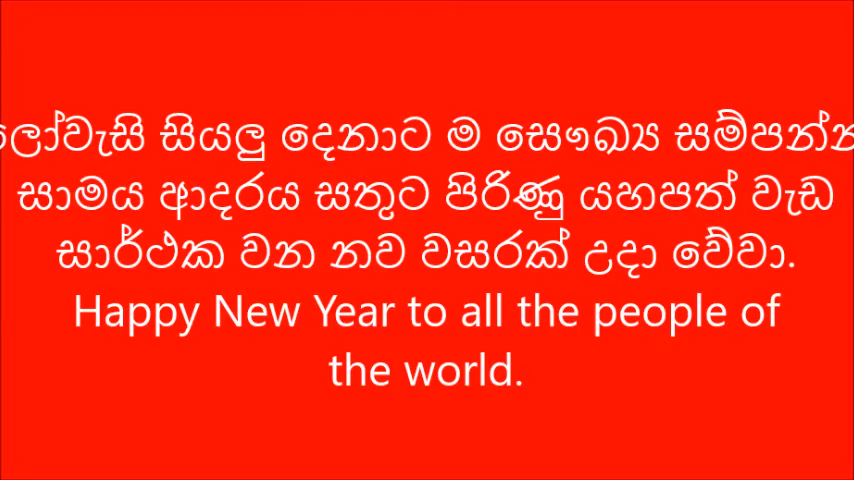 ලෝවැසි සියලු දෙනාට ම සෞඛ්‍ය සම්පන්න
සාමය ආදරය සතුට පිරිණු යහපත් වැඩ
සාර්ථක වන නව වසරක් උදා වේවා.
Happy New Year to all the people of
the world.